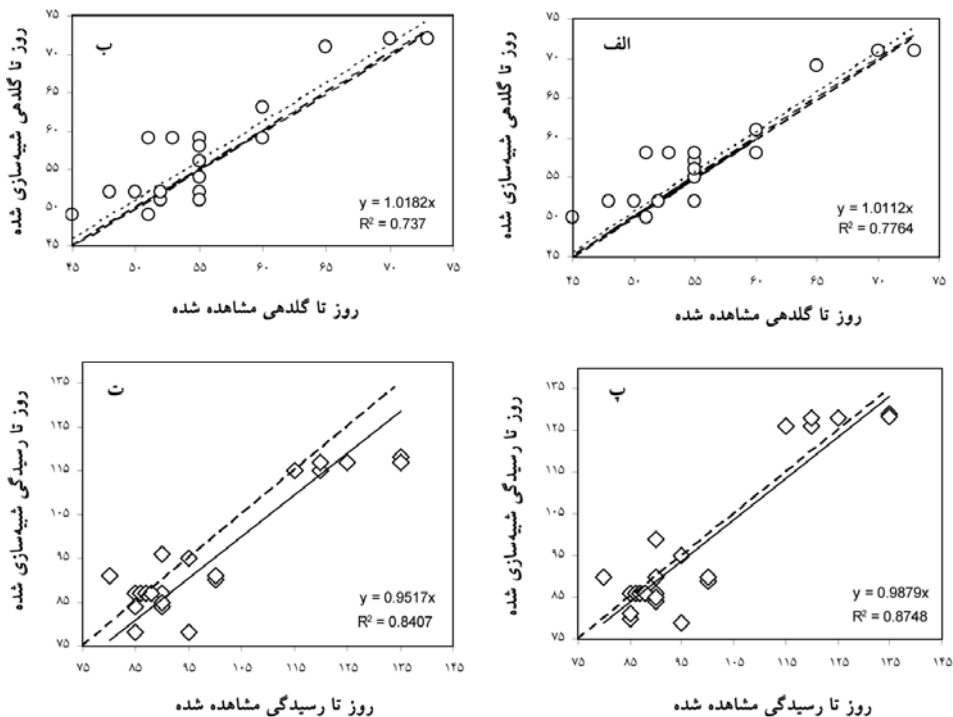 الف
روز تا گلدهی شبیه‌سازی شده
۷۵
۷۰
۶۵
۶۰
۵۵
۵۰
۴۵
y = 1.0112x
R² = 0.7764
۴۵ ۵۰ ۵۵ ۶۰ ۶۵ ۷۰ ۷۵
روز تا گلدهی مشاهده شده
ب
روز تا گلدهی شبیه‌سازی شده
۷۵
۷۰
۶۵
۶۰
۵۵
۵۰
۴۵
y = 1.0182x
R² = 0.737
۴۵ ۵۰ ۵۵ ۶۰ ۶۵ ۷۰ ۷۵
روز تا گلدهی مشاهده شده
پ
روز تا رسیدگی شبیه‌سازی شده
۱۳۵
۱۲۵
۱۱۵
۱۰۵
۹۵
۸۵
۷۵
y = 0.9879x
R² = 0.8748
۷۵ ۸۵ ۹۵ ۱۰۵ ۱۱۵ ۱۲۵ ۱۳۵ ۱۴۵
روز تا رسیدگی مشاهده شده
ت
روز تا رسیدگی شبیه‌سازی شده
۱۳۵
۱۲۵
۱۱۵
۱۰۵
۹۵
۸۵
۷۵
y = 0.9517x
R² = 0.8407
۷۵ ۸۵ ۹۵ ۱۰۵ ۱۱۵ ۱۲۵ ۱۳۵ ۱۴۵
روز تا رسیدگی مشاهده شده